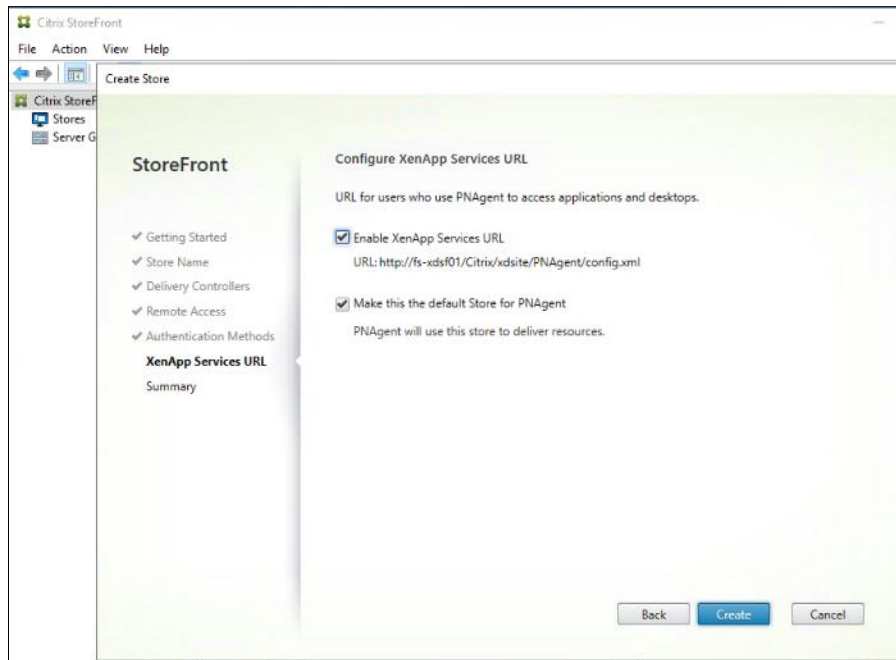 Citrix StoreFront
File Action View Help
Create Store
Citrix StoreF
Stores
Server G
StoreFront
Getting Started
Store Name
Delivery Controllers
Remote Access
Authentication Methods
XenApp Services URL
Summary
Configure XenApp Services URL
URL for users who use PNAgent to access applications and desktops.
Enable XenApp Services URL
URL: http://fs-xdsf01/Citrix/xdsite/PNAgent/config.xml
Make this the default Store for PNAgent
PNAgent will use this store to deliver resources.
Back Create Cancel